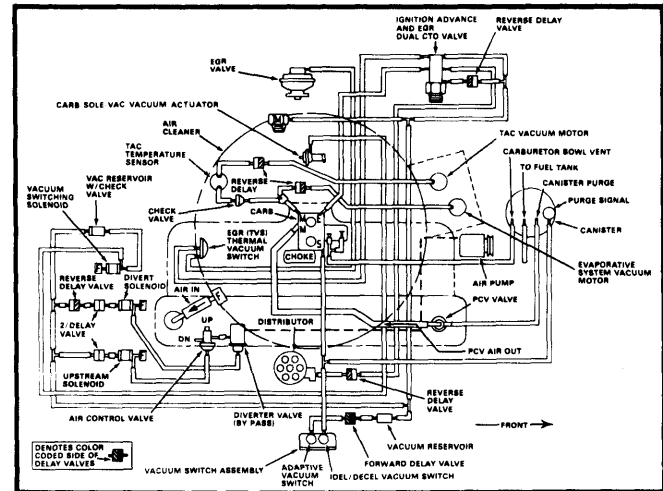 IGNITION ADVANCE
AND EGR
DUAL CTO VALVE
REVERSE DELAY
VALVE
EGR
VALVE
CARB SOLE VAC VACUUM ACTUATOR
AIR
CLEANER
TAC
TEMPERATURE
SENSOR
TAC VACUUM MOTOR
CARBURETOR BOWL VENT
TO FUEL TANK
CANISTER PURGE
PURGE SIGNAL
CANISTER
VAC RESERVOIR
W/CHECK
VALVE
VACUUM
SWITCHING
SOLENOID
REVERSE
DELAY
CHECK
VALVE
CARB
M
E
M
S
CHOKE
EGR (TVS)
THERMAL
VACUUM
SWITCH
EVAPORATIVE
SYSTEM VACUUM
MOTOR
AIR PUMP
REVERSE
DELAY VALVE
DIVERT
SOLENOID
AIR IN
F
PCV VALVE
2/DELAY
VALVE
UP
DN
DISTRIBUTOR
PCV AIR OUT
UPSTREAM
SOLENOID
AIR CONTROL VALVE
DIVERTER VALVE
(BY PASS)
REVERSE
DELAY
VALVE
FRONT
VACUUM RESERVOIR
FORWARD DELAY VALVE
DENOTES COLOR
CODED SIDE OF
DELAY VALVES
VACUUM SWITCH ASSEMBLY
ADAPTIVE
VACUUM
SWITCH
IDEL/DECEL VACUUM SWITCH